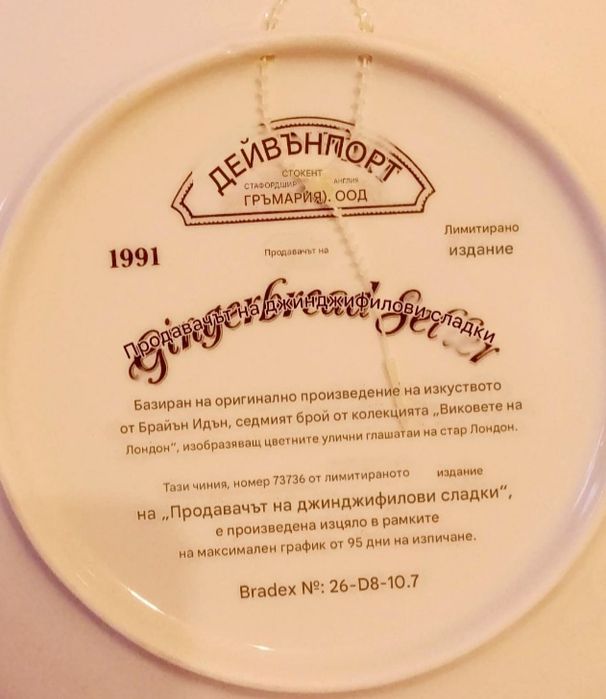 ДЕЙВЪНПОРТ
СТОКЕНТ
СТАФОРДШИР АНГЛИЯ
ГРЪМАРИЯ). ООД
1991
Лимитирано
издание
Продавачът на
Gingerbread
Продавачът на джинджифилови сладки
Базиран на оригинално произведение на изкуството
от Брайън Идън, седмият брой от колекцията „Виковете на
Лондон“, изобразяващ цветните улични глашатаи на стар Лондон.
Тази чиния, номер 73736 от лимитираното издание
на „Продавачът на джинджифилови сладки“,
е произведена изцяло в рамките
на максимален график от 95 дни на изпичане.
Bradex №: 26-D8-10.7